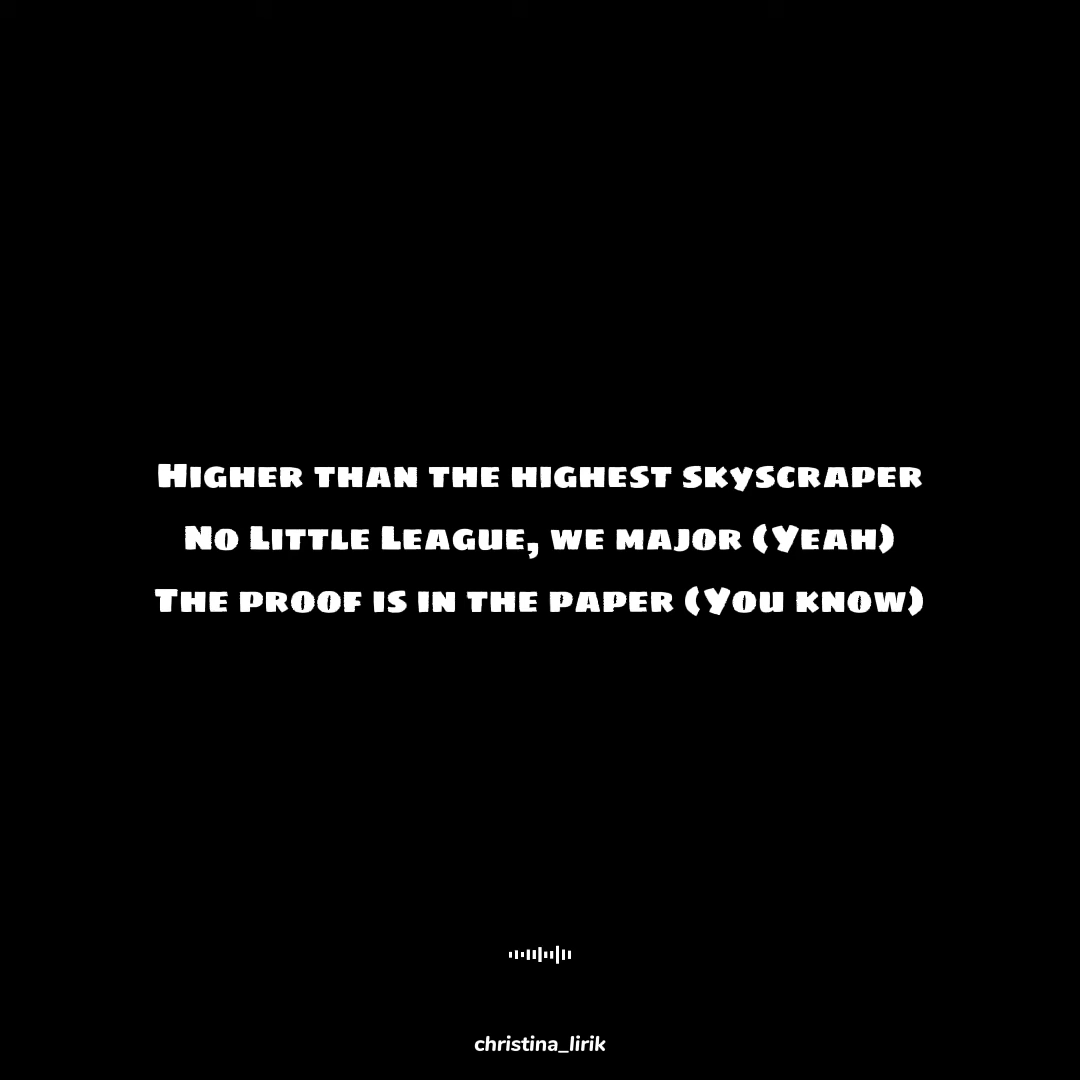 Higher than the highest skyscraper
No Little League, we major (Yeah)
The proof is in the paper (You know)
christina_lirik